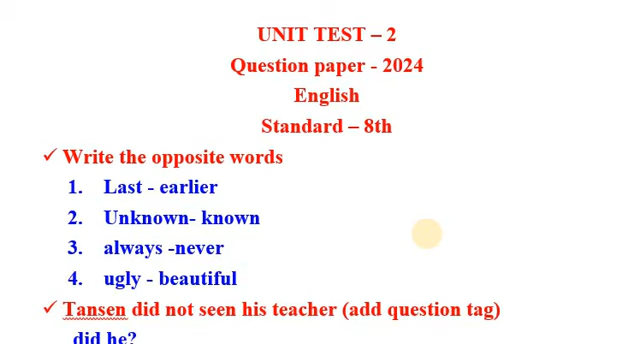 UNIT TEST – 2
Question paper - 2024
English
Standard – 8th
✓ Write the opposite words
1. Last - earlier
2. Unknown- known
3. always -never
4. ugly - beautiful
✓ Tansen did not seen his teacher (add question tag)
did he?